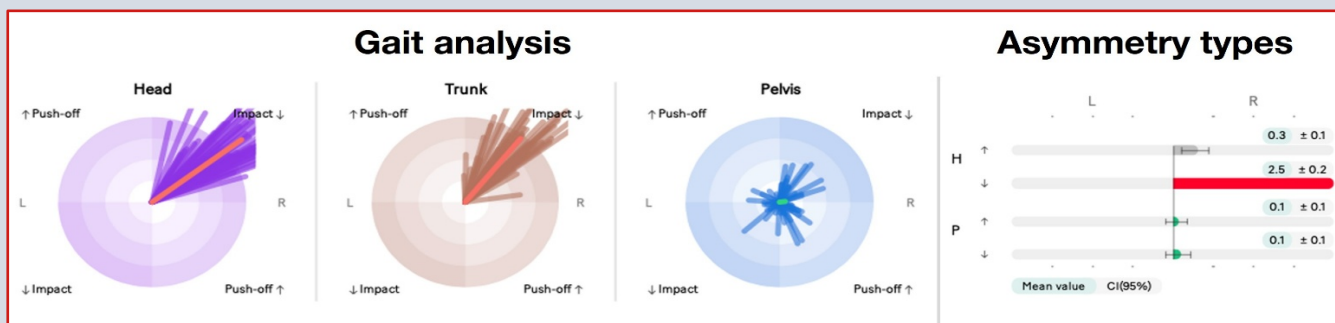 Gait analysis
Asymmetry types
Head
↑ Push-off
Impact ↓
L
R
↓ Impact
Push-off ↑
Trunk
↑ Push-off
Impact ↓
↓ Impact
Push-off ↑
Pelvis
↑ Push-off
Impact ↓
L
R
↓ Impact
Push-off ↑
L R
H
↑ 0.3 ± 0.1
↓ 2.5 ± 0.2
P
↑ 0.1 ± 0.1
↓ 0.1 ± 0.1
Mean value CI(95%)